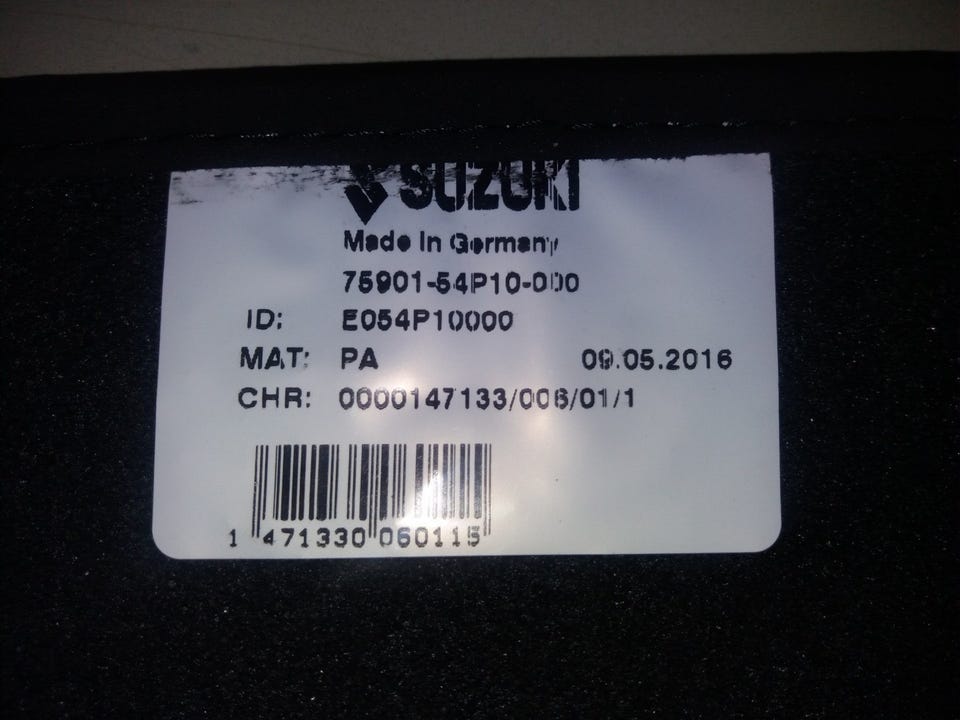 SUZUKI
Made In Germany
75901-54P10-000
ID: E054P10000
MAT: PA 09.05.2016
CHR: 0000147133/006/01/1
1 471330 060115